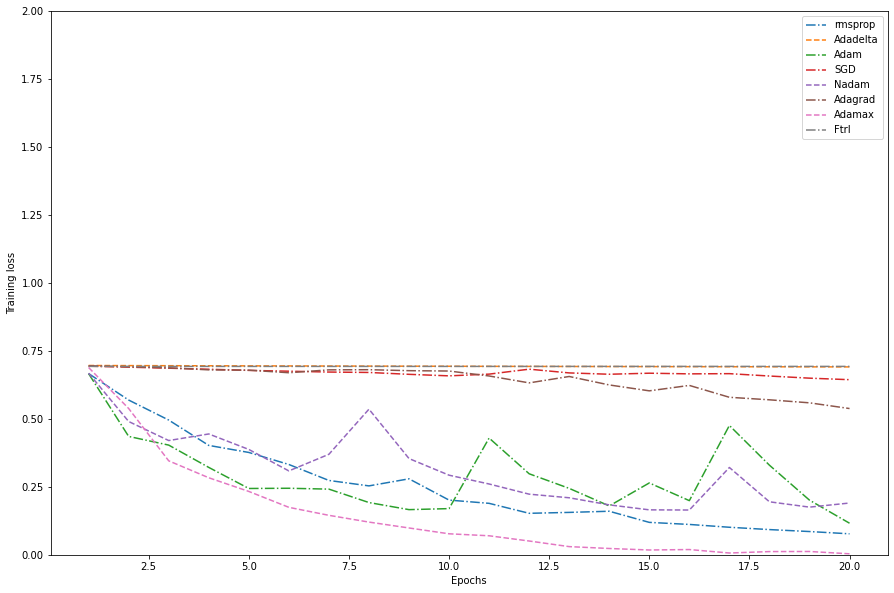 2.00
1.75
1.50
1.25
1.00
0.75
0.50
0.25
0.00
Training loss
2.5
5.0
7.5
10.0
12.5
15.0
17.5
20.0
Epochs
rmsprop
Adadelta
Adam
SGD
Nadam
Adagrad
Adamax
Ftrl